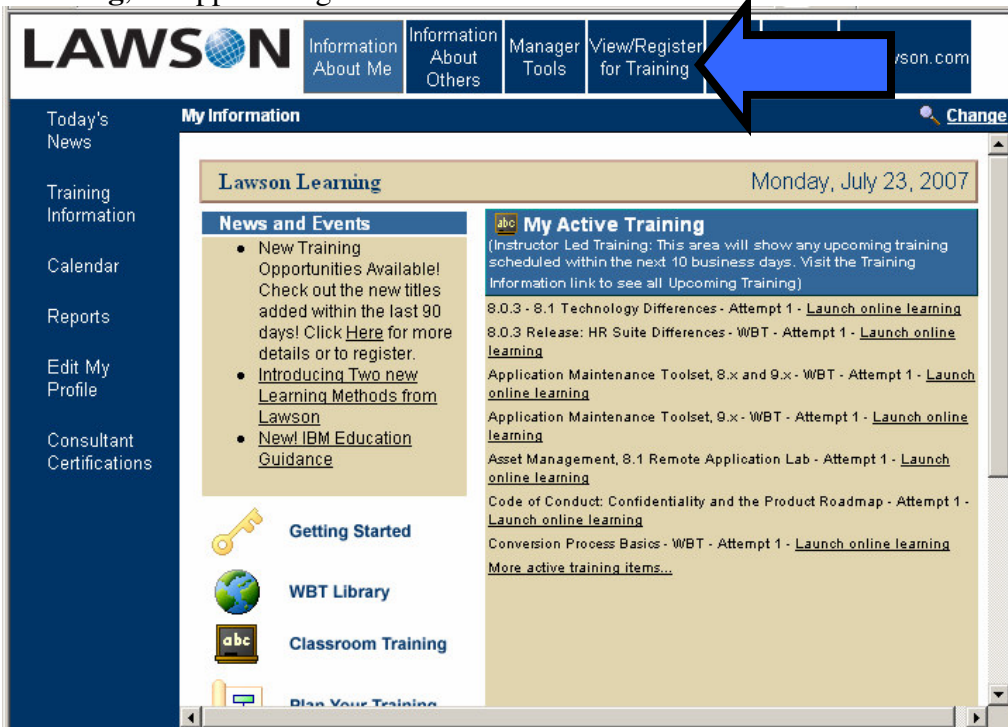 LAWSON
Information About Me
Information About Others
Manager Tools
View/Register for Training
My Information
Change
Today's
News
Training
Information
Calendar
Reports
Edit My
Profile
Consultant
Certifications
Lawson Learning
Monday, July 23, 2007
News and Events
• New Training
Opportunities Available!
Check out the new titles
added within the last 90
days! Click Here for more
details or to register.
• Introducing Two new
Learning Methods from
Lawson
• New! IBM Education
Guidance
abc
Getting Started
WBT Library
abc
Classroom Training
Plan Your Training
My Active Training
(Instructor Led Training: This area will show any upcoming training
scheduled within the next 10 business days. Visit the Training
Information link to see all Upcoming Training)
8.0.3 - 8.1 Technology Differences - Attempt 1 - Launch online learning
8.0.3 Release: HR Suite Differences - WBT - Attempt 1 - Launch online
learning
Application Maintenance Toolset, 8.x and 9.x - WBT - Attempt 1 - Launch
online learning
Application Maintenance Toolset, 9.x - WBT - Attempt 1 - Launch online
learning
Asset Management, 8.1 Remote Application Lab - Attempt 1 - Launch
online learning
Code of Conduct: Confidentiality and the Product Roadmap - Attempt 1 -
Launch online learning
Conversion Process Basics - WBT - Attempt 1 - Launch online learning
More active training items...